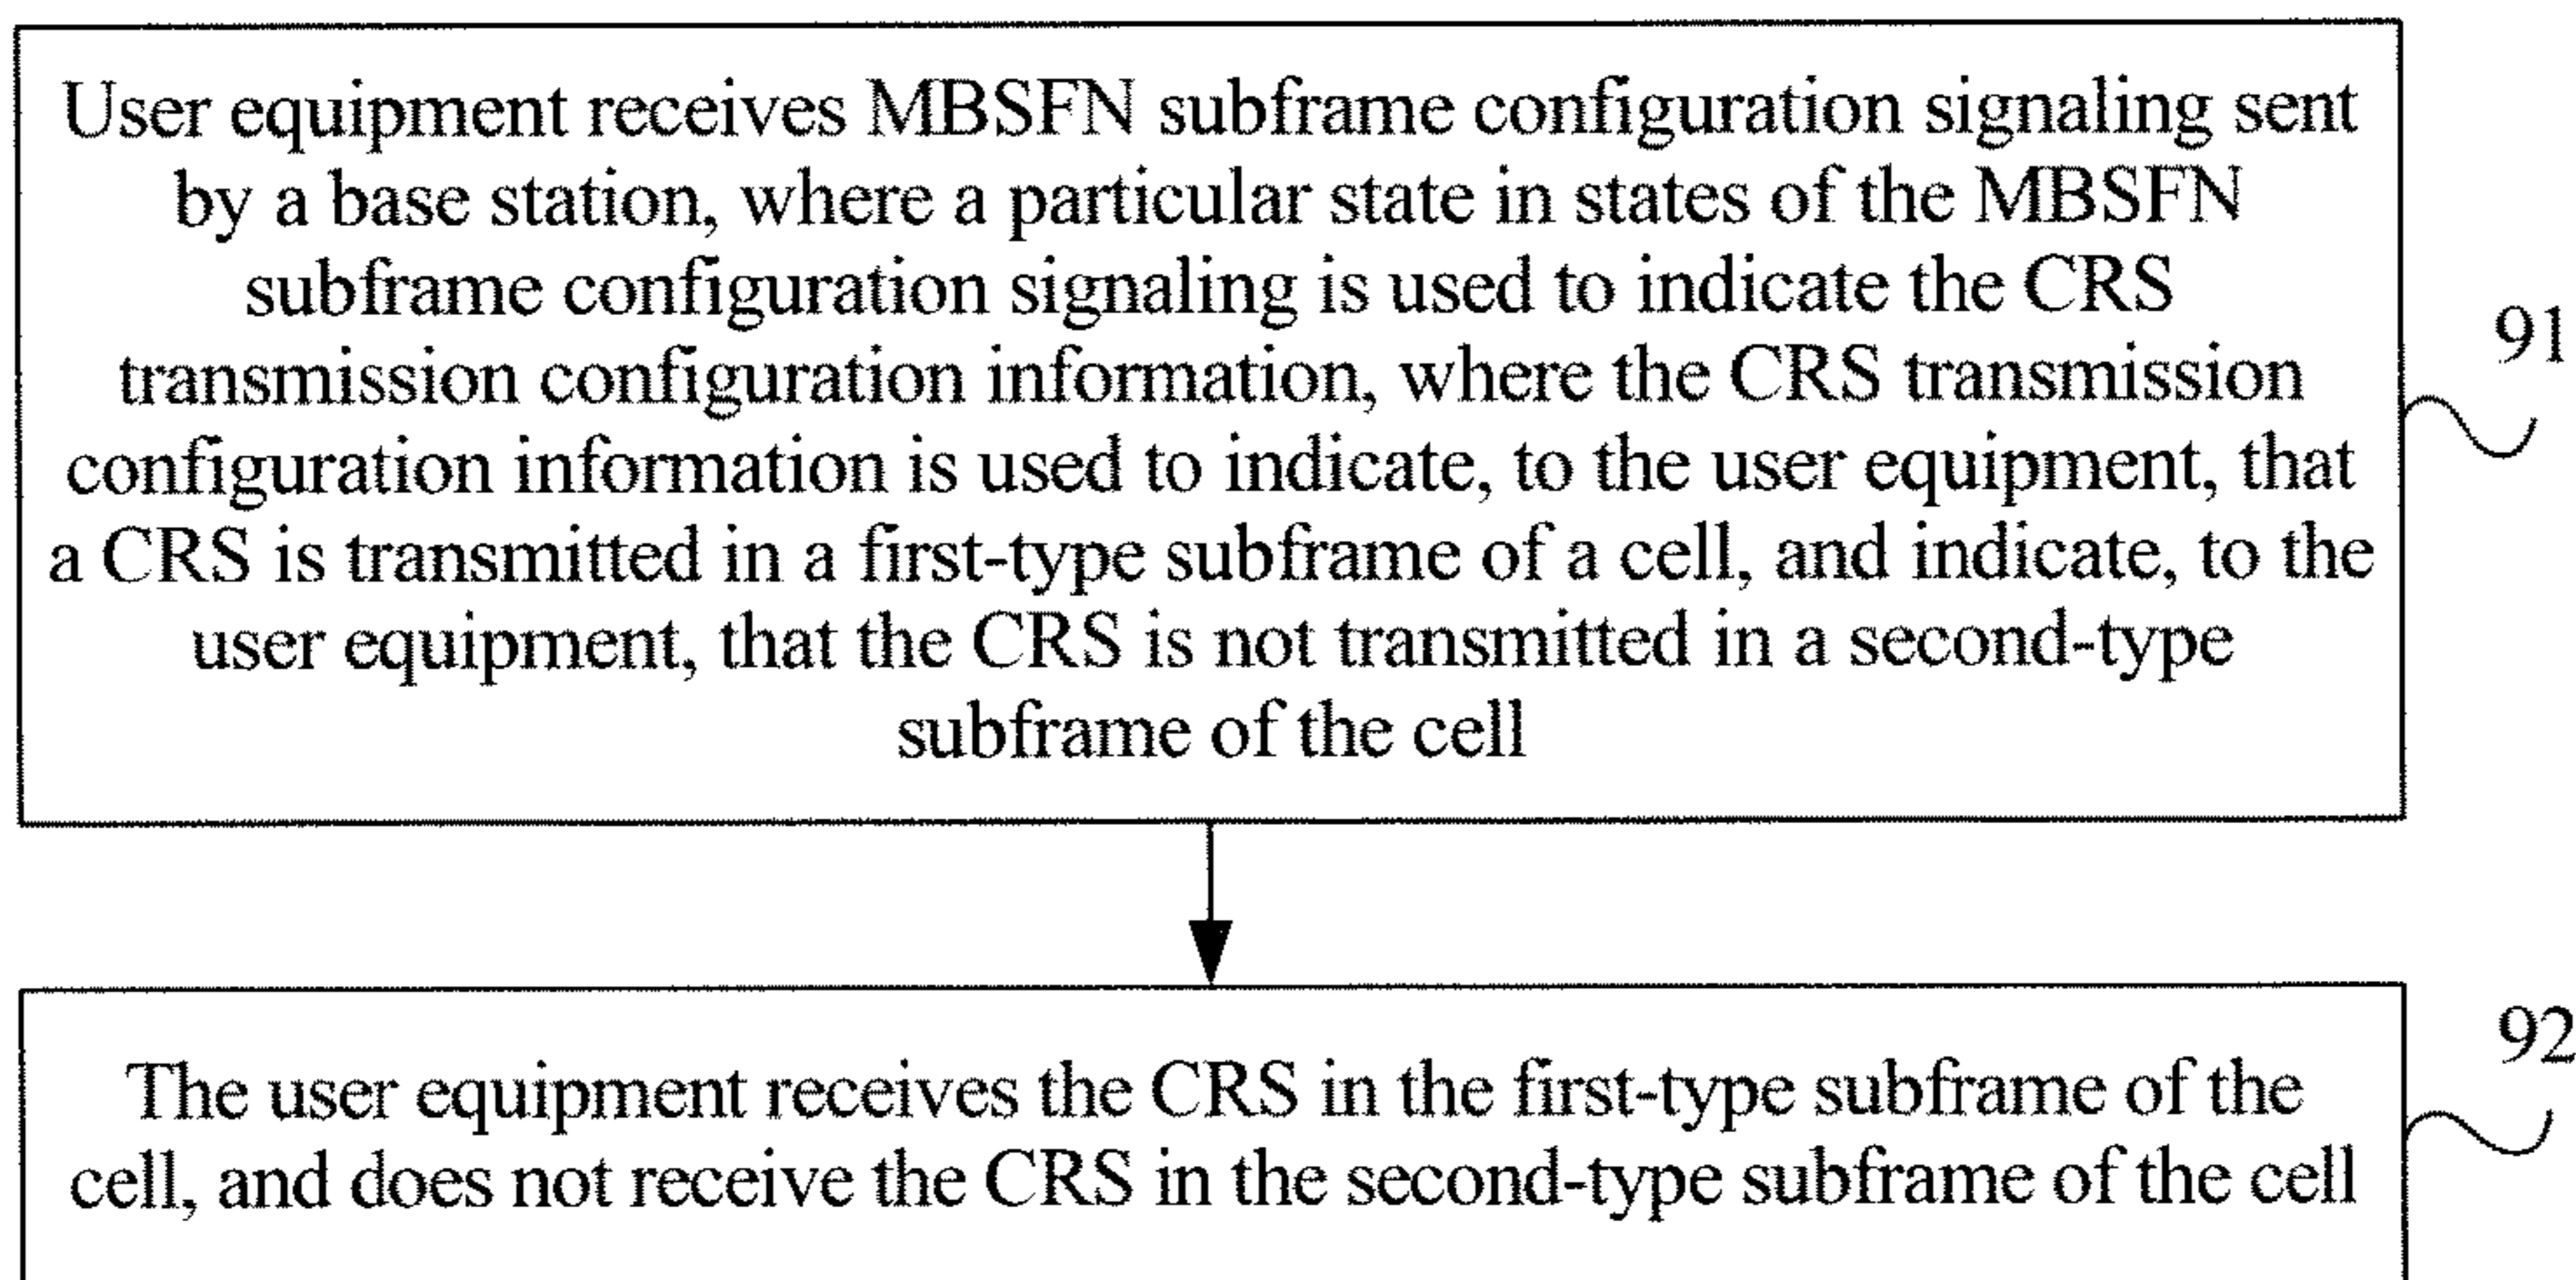 User equipment receives MBSFN subframe configuration signaling sent
by a base station, where a particular state in states of the MBSFN
subframe configuration signaling is used to indicate the CRS
transmission configuration information, where the CRS transmission
configuration information is used to indicate, to the user equipment, that
a CRS is transmitted in a first-type subframe of a cell, and indicate, to the
user equipment, that the CRS is not transmitted in a second-type
subframe of the cell
91
The user equipment receives the CRS in the first-type subframe of the
cell, and does not receive the CRS in the second-type subframe of the cell
92